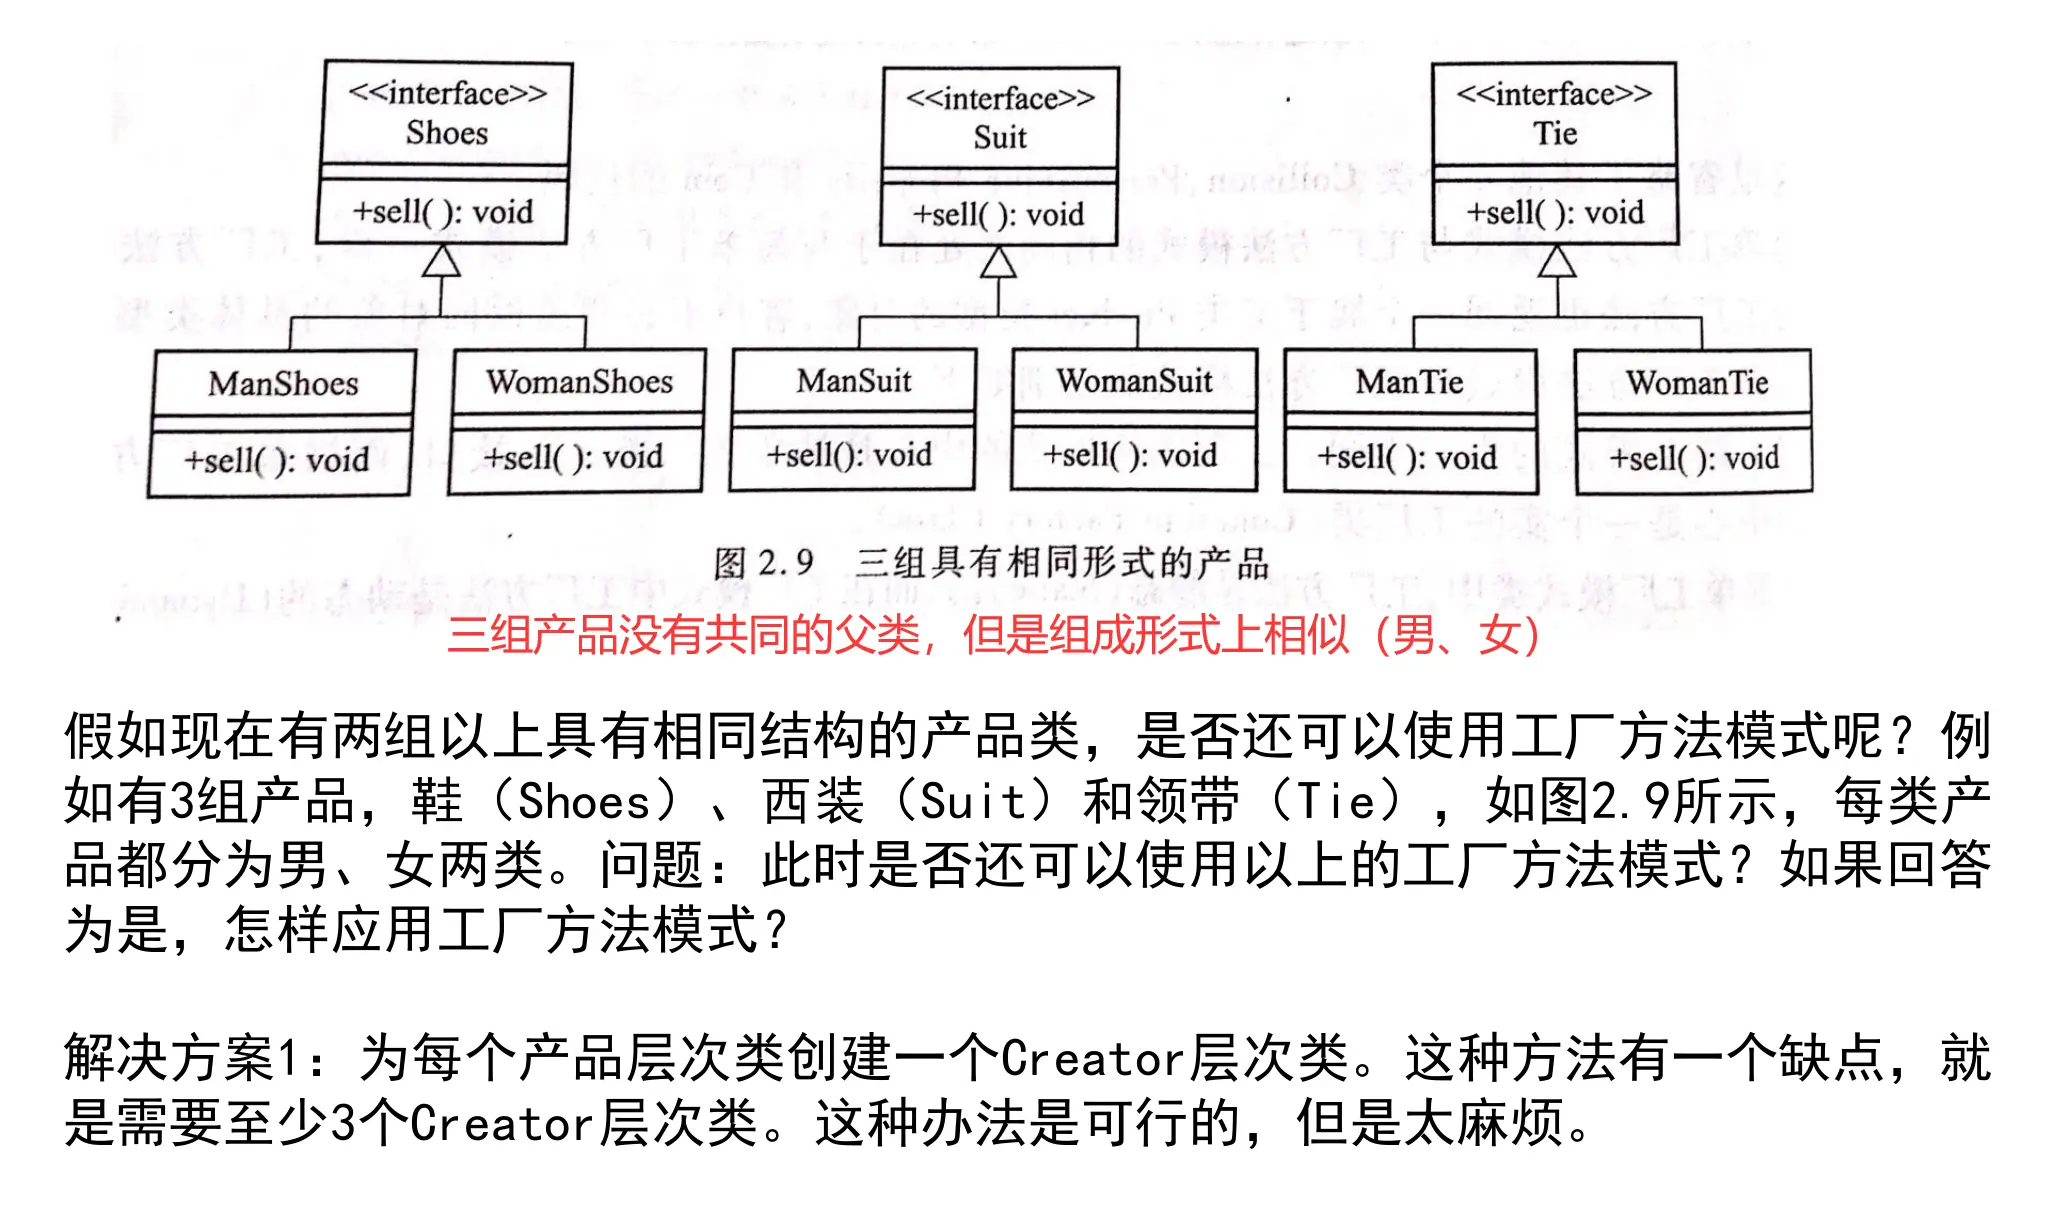 <<interface>>
Shoes
+sell( ): void
<<interface>>
Suit
+sell( ): void
<<interface>>
Tie
+sell( ): void
ManShoes
+sell( ): void
WomanShoes
+sell( ): void
ManSuit
+sell(): void
WomanSuit
+sell( ): void
ManTie
+sell( ): void
WomanTie
+sell( ): void
图 2.9 三组具有相同形式的产品
三组产品没有共同的父类，但是组成形式上相似（男、女）
假如现在有两组以上具有相同结构的产品类，是否还可以使用工厂方法模式呢？例
如有3组产品，鞋（Shoes）、西装（Suit）和领带（Tie），如图2.9所示，每类产
品都分为男、女两类。问题：此时是否还可以使用以上的工厂方法模式？如果回答
为是，怎样应用工厂方法模式？
解决方案1：为每个产品层次类创建一个Creator层次类。这种方法有一个缺点，就
是需要至少3个Creator层次类。这种办法是可行的，但是太麻烦。